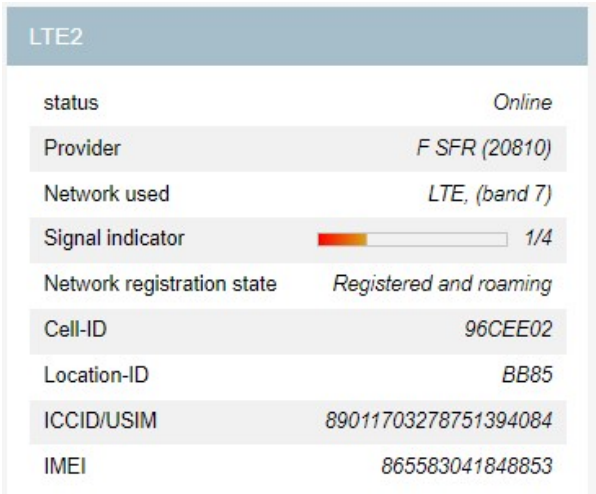 LTE2
status Online
Provider F SFR (20810)
Network used LTE, (band 7)
Signal indicator 1/4
Network registration state Registered and roaming
Cell-ID 96CEE02
Location-ID BB85
ICCID/USIM 89011703278751394084
IMEI 865583041848853